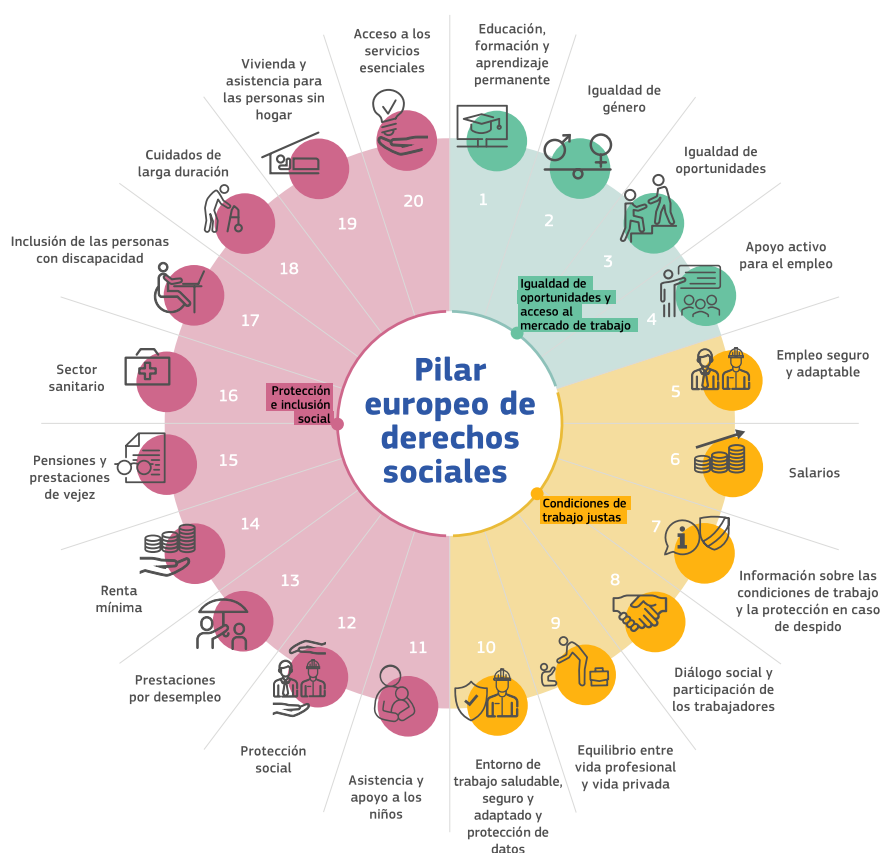 Pilar
europeo de
derechos
sociales
Igualdad de
oportunidades y
acceso al
mercado de trabajo
1
Educación,
formación y
aprendizaje
permanente
2
Igualdad de
género
3
Igualdad de
oportunidades
4
Apoyo activo
para el empleo
Condiciones de
trabajo justas
5
Empleo seguro
y adaptable
6
Salarios
7
Información sobre las
condiciones de trabajo
y la protección en caso
de despido
8
Diálogo social y
participación de
los trabajadores
9
Equilibrio entre
vida profesional
y vida privada
10
Entorno de
trabajo saludable,
seguro y
adaptado y
protección de
datos
Protección
e inclusión
social
11
Asistencia y
apoyo a los
niños
12
Protección
social
13
Prestaciones
por desempleo
14
Renta
mínima
15
Pensiones y
prestaciones
de vejez
16
Sector
sanitario
17
Inclusión de las personas
con discapacidad
18
Cuidados de
larga duración
19
Vivienda y
asistencia para
las personas sin
hogar
20
Acceso a los
servicios
esenciales